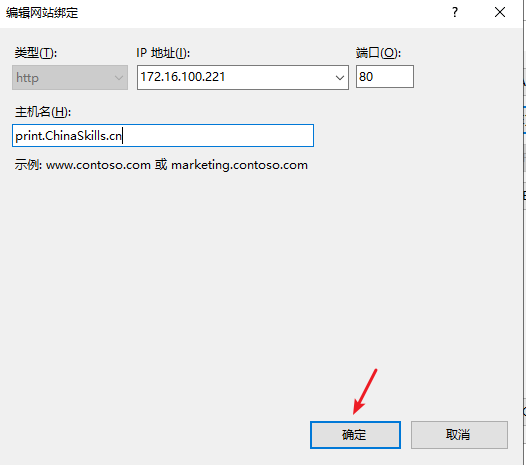 编辑网站绑定
? ×
类型(T): IP 地址(I): 端口(O):
http 172.16.100.221 80
主机名(H):
print.ChinaSkills.cn
示例: www.contoso.com 或 marketing.contoso.com
确定 取消